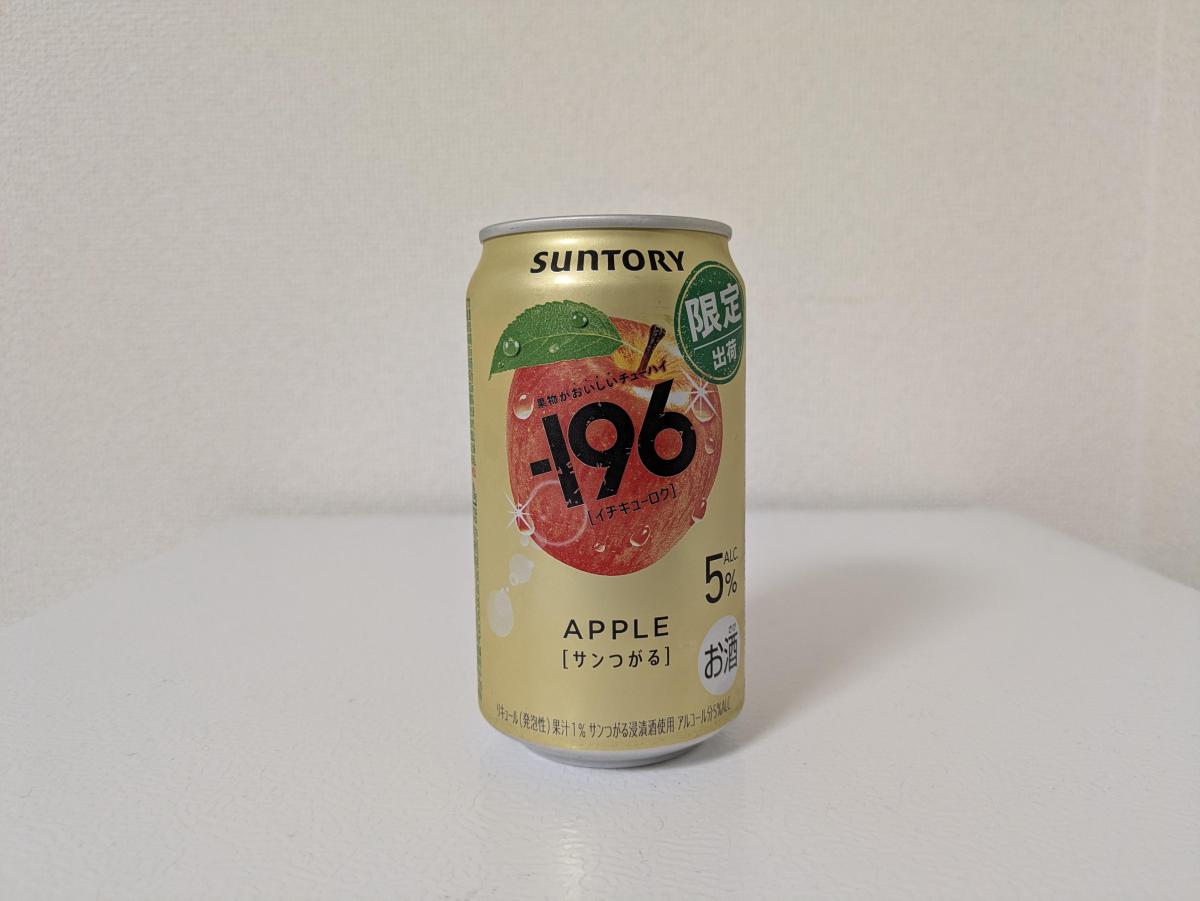 SUNTORY
限定
出荷
果物がおいしいチューハイ
-196
[イチキューロク]
5%
ALC.
APPLE
[サンつがる]
お酒
リキュール(発泡性)果汁1% サンつがる浸漬酒使用 アルコール分5%ALC.